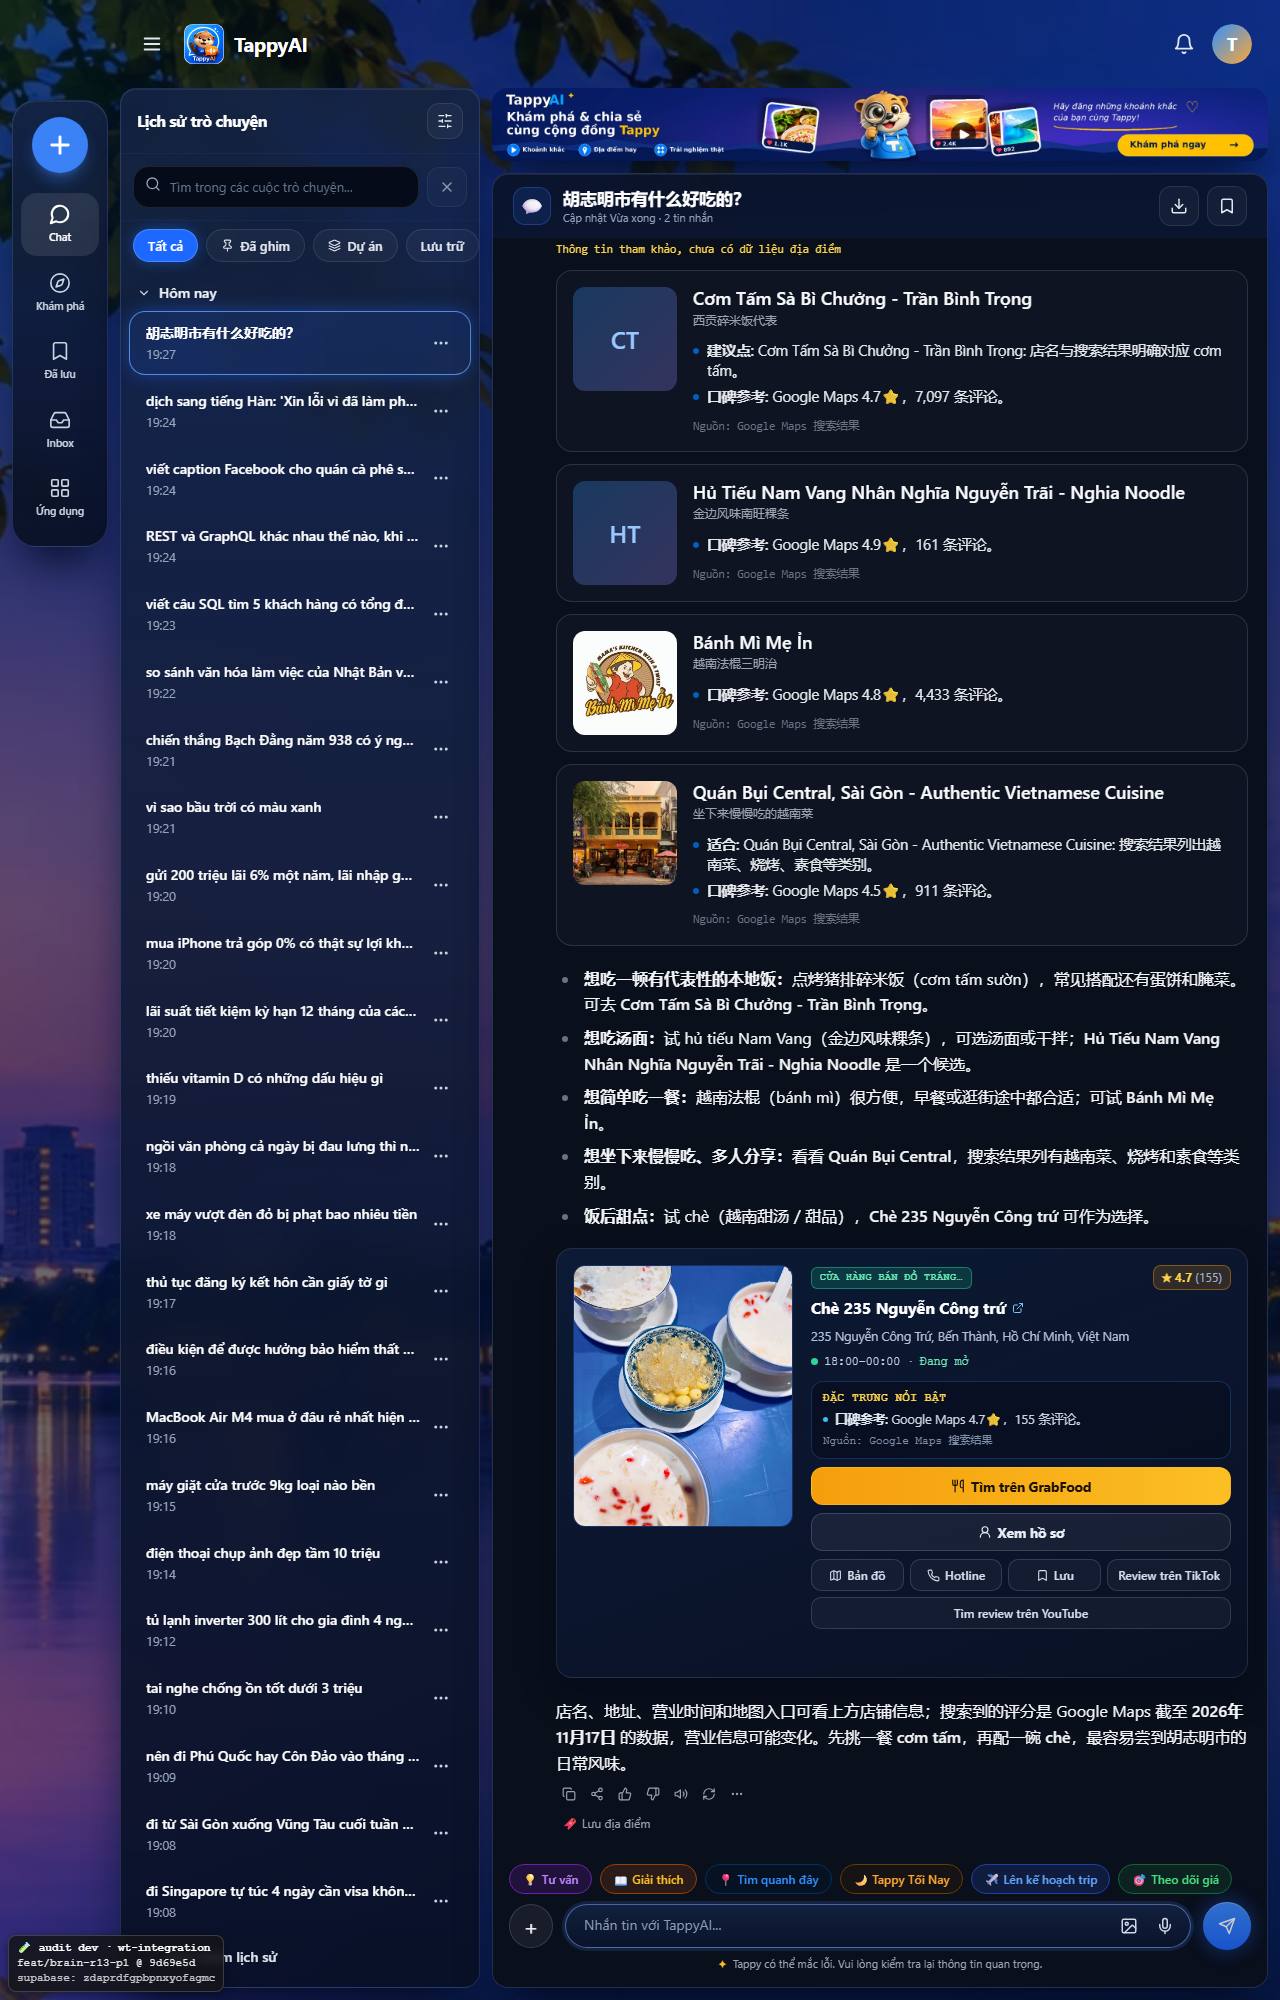 TappyAI
T
Chat
Khám phá
Đã lưu
Inbox
Ứng dụng
Lịch sử trò chuyện
Tìm trong các cuộc trò chuyện...
Tất cả
Đã ghim
Dự án
Lưu trữ
Hôm nay
胡志明市有什么好吃的?
19:27
dịch sang tiếng Hàn: 'Xin lỗi vì đã làm ph...
19:24
viết caption Facebook cho quán cà phê s...
19:24
REST và GraphQL khác nhau thế nào, khi ...
19:24
viết câu SQL tìm 5 khách hàng có tổng đ...
19:23
so sánh văn hóa làm việc của Nhật Bản v...
19:22
chiến thắng Bạch Đằng năm 938 có ý ng...
19:21
vì sao bầu trời có màu xanh
19:21
gửi 200 triệu lãi 6% một năm, lãi nhập g...
19:20
mua iPhone trả góp 0% có thật sự lợi kh...
19:20
lãi suất tiết kiệm kỳ hạn 12 tháng của các...
19:20
thiếu vitamin D có những dấu hiệu gì
19:19
ngồi văn phòng cả ngày bị đau lưng thì n...
19:18
xe máy vượt đèn đỏ bị phạt bao nhiêu tiền
19:18
thủ tục đăng ký kết hôn cần giấy tờ gì
19:17
điều kiện để được hưởng bảo hiểm thất ...
19:16
MacBook Air M4 mua ở đâu rẻ nhất hiện ...
19:16
máy giặt cửa trước 9kg loại nào bền
19:15
điện thoại chụp ảnh đẹp tầm 10 triệu
19:14
tủ lạnh inverter 300 lít cho gia đình 4 ng...
19:12
tai nghe chống ồn tốt dưới 3 triệu
19:10
nên đi Phú Quốc hay Côn Đảo vào tháng ...
19:09
đi từ Sài Gòn xuống Vũng Tàu cuối tuần ...
19:08
đi Singapore tự túc 4 ngày cần visa khôn...
19:08
m lịch sử
audit dev · wt-integration
feat/brain-r13-p1 @ 9d69e5d
supabase: zdaprdfgpbpnxyofagmc
TappyAI
Khám phá & chia sẻ
cùng cộng đồng Tappy
Khoảnh khắc
Địa điểm hay
Trải nghiệm thật
1.1K
2.4K
892
Hãy đăng những khoảnh khắc
của bạn cùng Tappy!
Khám phá ngay →
胡志明市有什么好吃的?
Cập nhật Vừa xong · 2 tin nhắn
Thông tin tham khảo, chưa có dữ liệu địa điểm
CT
Cơm Tấm Sà Bì Chưởng - Trần Bình Trọng
西贡碎米饭代表
建议点: Cơm Tấm Sà Bì Chưởng - Trần Bình Trọng: 店名与搜索结果明确对应 cơm
tấm。
口碑参考: Google Maps 4.7⭐，7,097 条评论。
Nguồn: Google Maps 搜索结果
HT
Hủ Tiếu Nam Vang Nhân Nghĩa Nguyễn Trãi - Nghia Noodle
金边风味南旺粿条
口碑参考: Google Maps 4.9⭐，161 条评论。
Nguồn: Google Maps 搜索结果
MAMA'S KITCHEN WITH A TWIST
Bánh Mì Mẹ Ỉn
Bánh Mì Mẹ Ỉn
越南法棍三明治
口碑参考: Google Maps 4.8⭐，4,433 条评论。
Nguồn: Google Maps 搜索结果
Quán Bụi Central, Sài Gòn - Authentic Vietnamese Cuisine
坐下来慢慢吃的越南菜
适合: Quán Bụi Central, Sài Gòn - Authentic Vietnamese Cuisine: 搜索结果列出越
南菜、烧烤、素食等类别。
口碑参考: Google Maps 4.5⭐，911 条评论。
Nguồn: Google Maps 搜索结果
想吃一顿有代表性的本地饭：点烤猪排碎米饭（cơm tấm sườn），常见搭配还有蛋饼和腌菜。
可去 Cơm Tấm Sà Bì Chưởng - Trần Bình Trọng。
想吃汤面：试 hủ tiếu Nam Vang（金边风味粿条），可选汤面或干拌；Hủ Tiếu Nam Vang
Nhân Nghĩa Nguyễn Trãi - Nghia Noodle 是一个候选。
想简单吃一餐：越南法棍（bánh mì）很方便，早餐或逛街途中都合适；可试 Bánh Mì Mẹ
Ỉn。
想坐下来慢慢吃、多人分享：看看 Quán Bụi Central，搜索结果列有越南菜、烧烤和素食等类
别。
饭后甜点：试 chè（越南甜汤 / 甜品），Chè 235 Nguyễn Công trứ 可作为选择。
CỬA HÀNG BÁN ĐỒ TRÁNG…
★ 4.7 (155)
Chè 235 Nguyễn Công trứ
235 Nguyễn Công Trứ, Bến Thành, Hồ Chí Minh, Việt Nam
18:00–00:00 · Đang mở
ĐẶC TRƯNG NỔI BẬT
口碑参考: Google Maps 4.7⭐，155 条评论。
Nguồn: Google Maps 搜索结果
Tìm trên GrabFood
Xem hồ sơ
Bản đồ
Hotline
Lưu
Review trên TikTok
Tìm review trên YouTube
店名、地址、营业时间和地图入口可看上方店铺信息；搜索到的评分是 Google Maps 截至 2026年
11月17日 的数据，营业信息可能变化。先挑一餐 cơm tấm，再配一碗 chè，最容易尝到胡志明市的
日常风味。
Lưu địa điểm
Tư vấn
Giải thích
Tìm quanh đây
Tappy Tối Nay
Lên kế hoạch trip
Theo dõi giá
Nhắn tin với TappyAI...
Tappy có thể mắc lỗi. Vui lòng kiểm tra lại thông tin quan trọng.